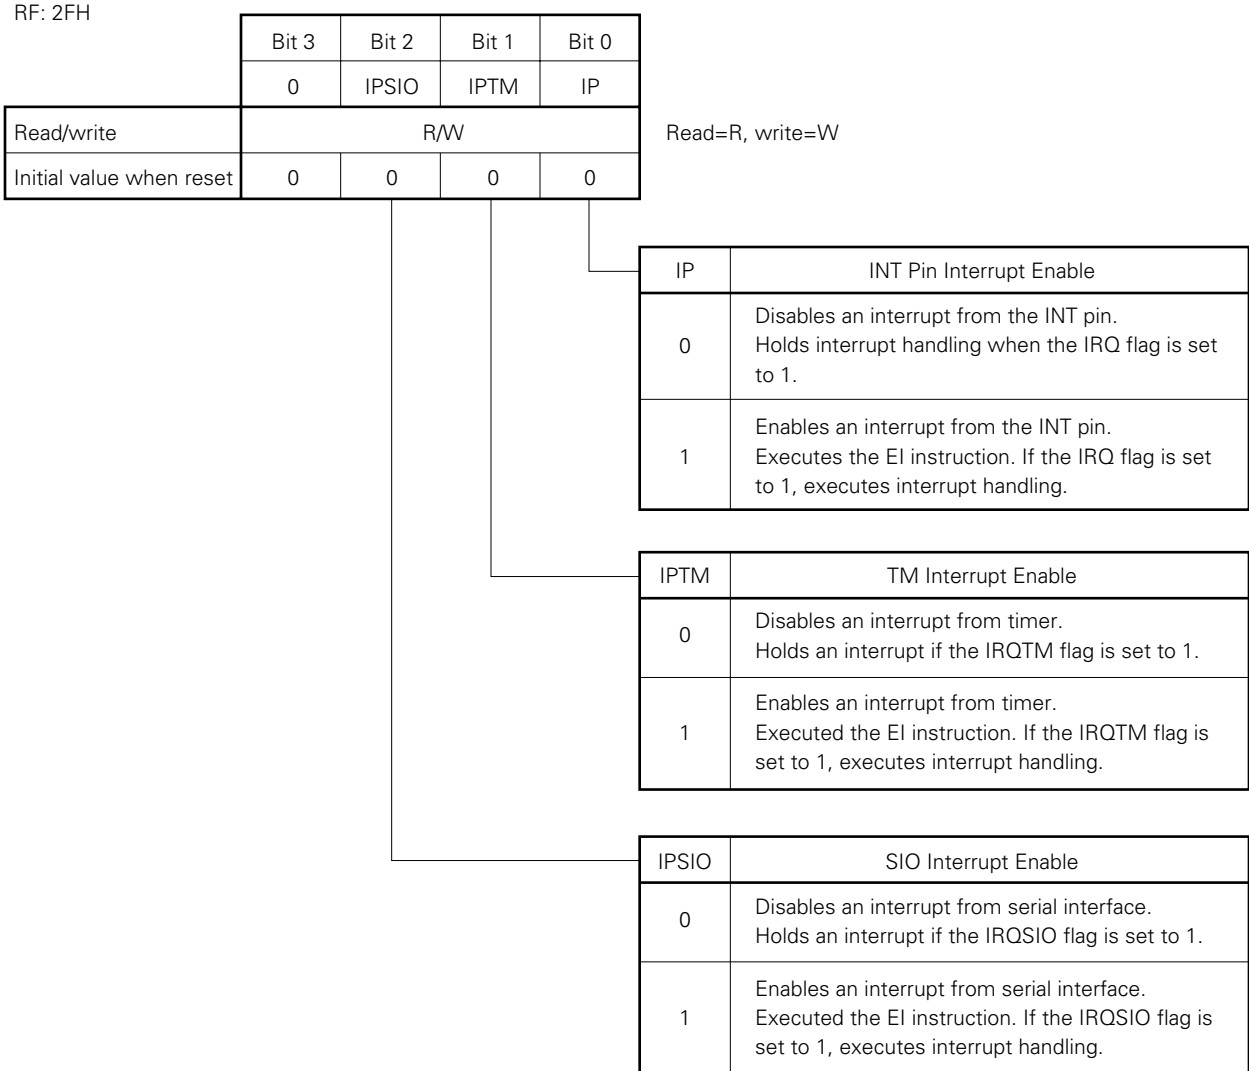 RF: 2FH
Bit 3 Bit 2 Bit 1 Bit 0
0 IPSIO IPTM IP
Read/write R/W Read=R, write=W
Initial value when reset 0 0 0 0
IP INT Pin Interrupt Enable
0 Disables an interrupt from the INT pin.
Holds interrupt handling when the IRQ flag is set
to 1.
1 Enables an interrupt from the INT pin.
Executes the EI instruction. If the IRQ flag is set
to 1, executes interrupt handling.
IPTM TM Interrupt Enable
0 Disables an interrupt from timer.
Holds an interrupt if the IRQTM flag is set to 1.
1 Enables an interrupt from timer.
Executed the EI instruction. If the IRQTM flag is
set to 1, executes interrupt handling.
IPSIO SIO Interrupt Enable
0 Disables an interrupt from serial interface.
Holds an interrupt if the IRQSIO flag is set to 1.
1 Enables an interrupt from serial interface.
Executed the EI instruction. If the IRQSIO flag is
set to 1, executes interrupt handling.